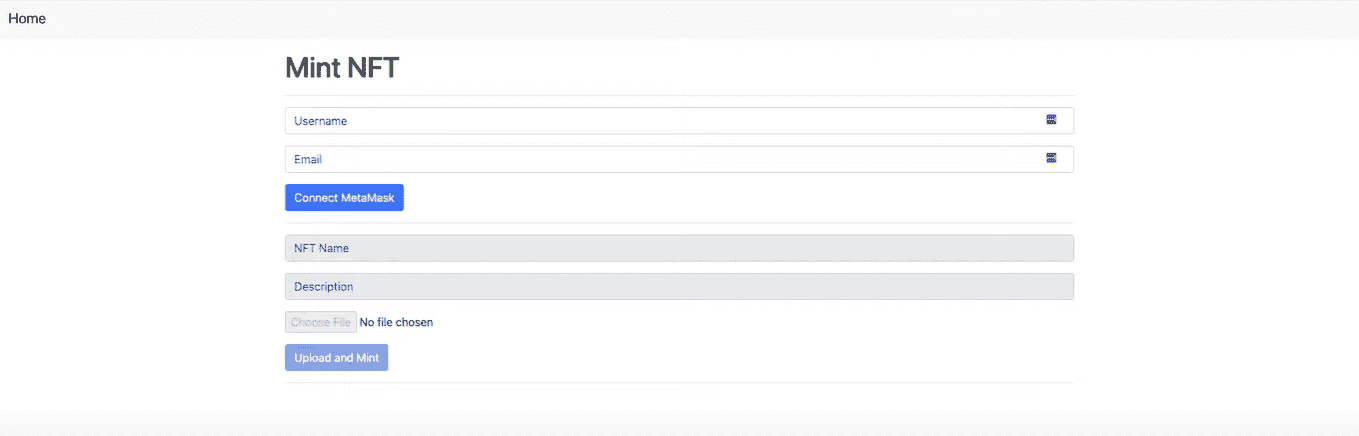 Home
Mint NFT
Username
Email
Connect MetaMask
NFT Name
Description
Choose File No file chosen
Upload and Mint